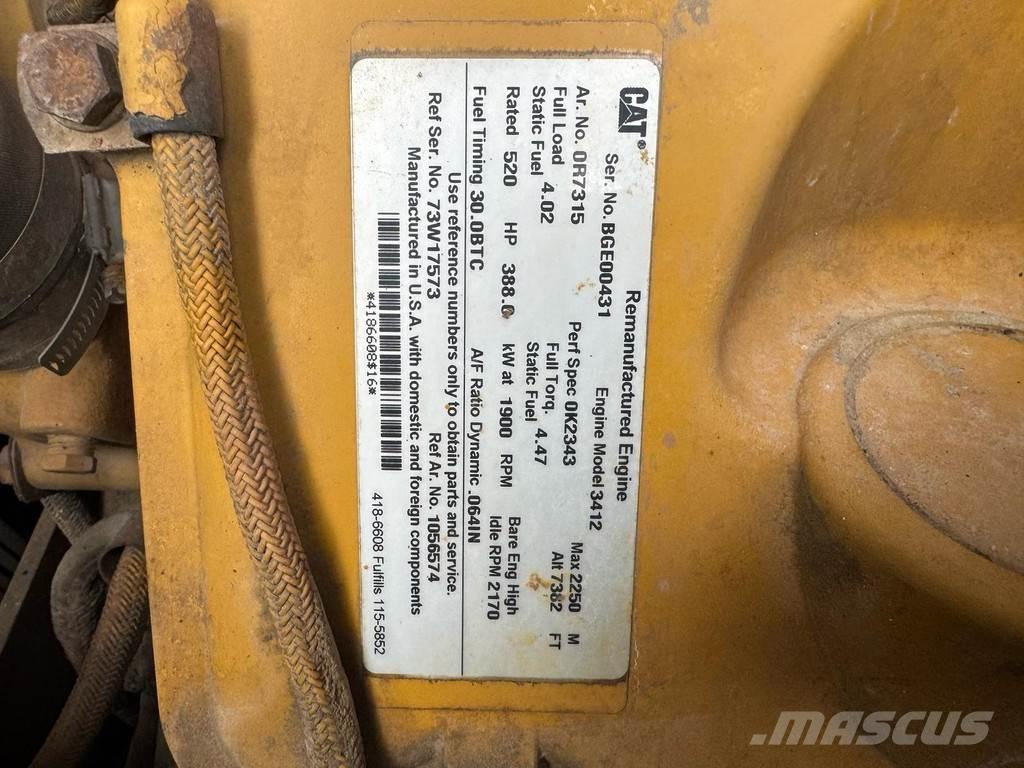 CAT®
Remanufactured Engine
Ser. No. BGE00431 Engine Model 3412 Max 2250 M
Ar. No. 0R7315 Perf Spec 0K2343 Alt 7382 FT
Full Load 4.02 Full Torq. 4.47
Static Fuel Static Fuel
Bare Eng High
Rated 520 HP 388.0 kW at 1900 RPM Idle RPM 2170
Fuel Timing 30.0BTC A/F Ratio Dynamic .064IN
Use reference numbers only to obtain parts and service.
Ref Ser. No. 73W17573 Ref Ar. No. 1056574
Manufactured in U.S.A. with domestic and foreign components
*4186608$16*
418-6608 Fulfills 115-5852
MASCUS